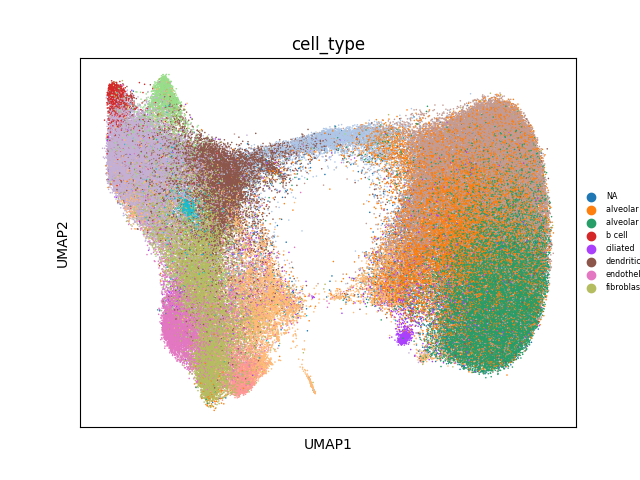 cell_type
UMAP2
NA
alveolar
alveolar
b cell
ciliated
dendritic
endothel
fibroblas
UMAP1